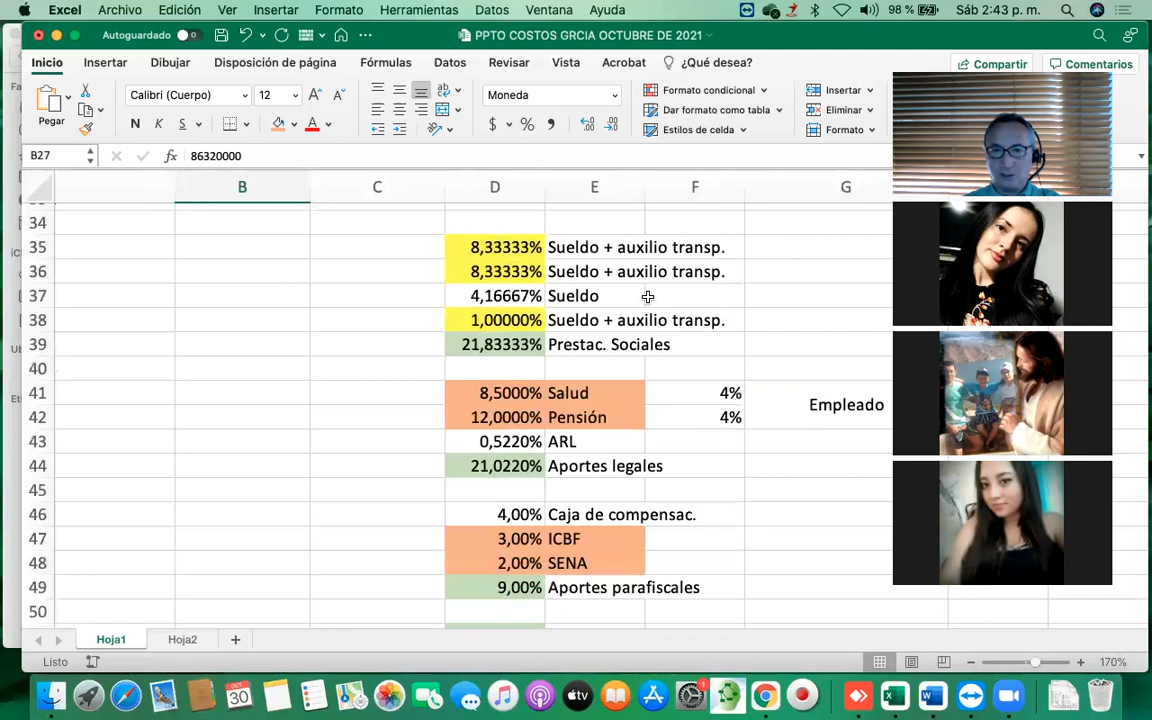 Excel Archivo Edición Ver Insertar Formato Herramientas Datos Ventana Ayuda 98 % Sáb 2:43 p. m.
Autoguardado PPTO COSTOS GRCIA OCTUBRE DE 2021
Inicio Insertar Dibujar Disposición de página Fórmulas Datos Revisar Vista Acrobat ¿Qué desea? Compartir Comentarios
Calibri (Cuerpo) 12 Moneda Formato condicional Insertar
Pegar Dar formato como tabla Eliminar
N K S Estilos de celda Formato
B27 fx 86320000
B C D E F G
34
35 8,33333% Sueldo + auxilio transp.
36 8,33333% Sueldo + auxilio transp.
37 4,16667% Sueldo
38 1,00000% Sueldo + auxilio transp.
39 21,83333% Prestac. Sociales
40
41 8,5000% Salud 4%
Empleado
42 12,0000% Pensión 4%
43 0,5220% ARL
44 21,0220% Aportes legales
45
46 4,00% Caja de compensac.
47 3,00% ICBF
48 2,00% SENA
49 9,00% Aportes parafiscales
50
Hoja1 Hoja2 +
Listo 170%
OCT
30
tv